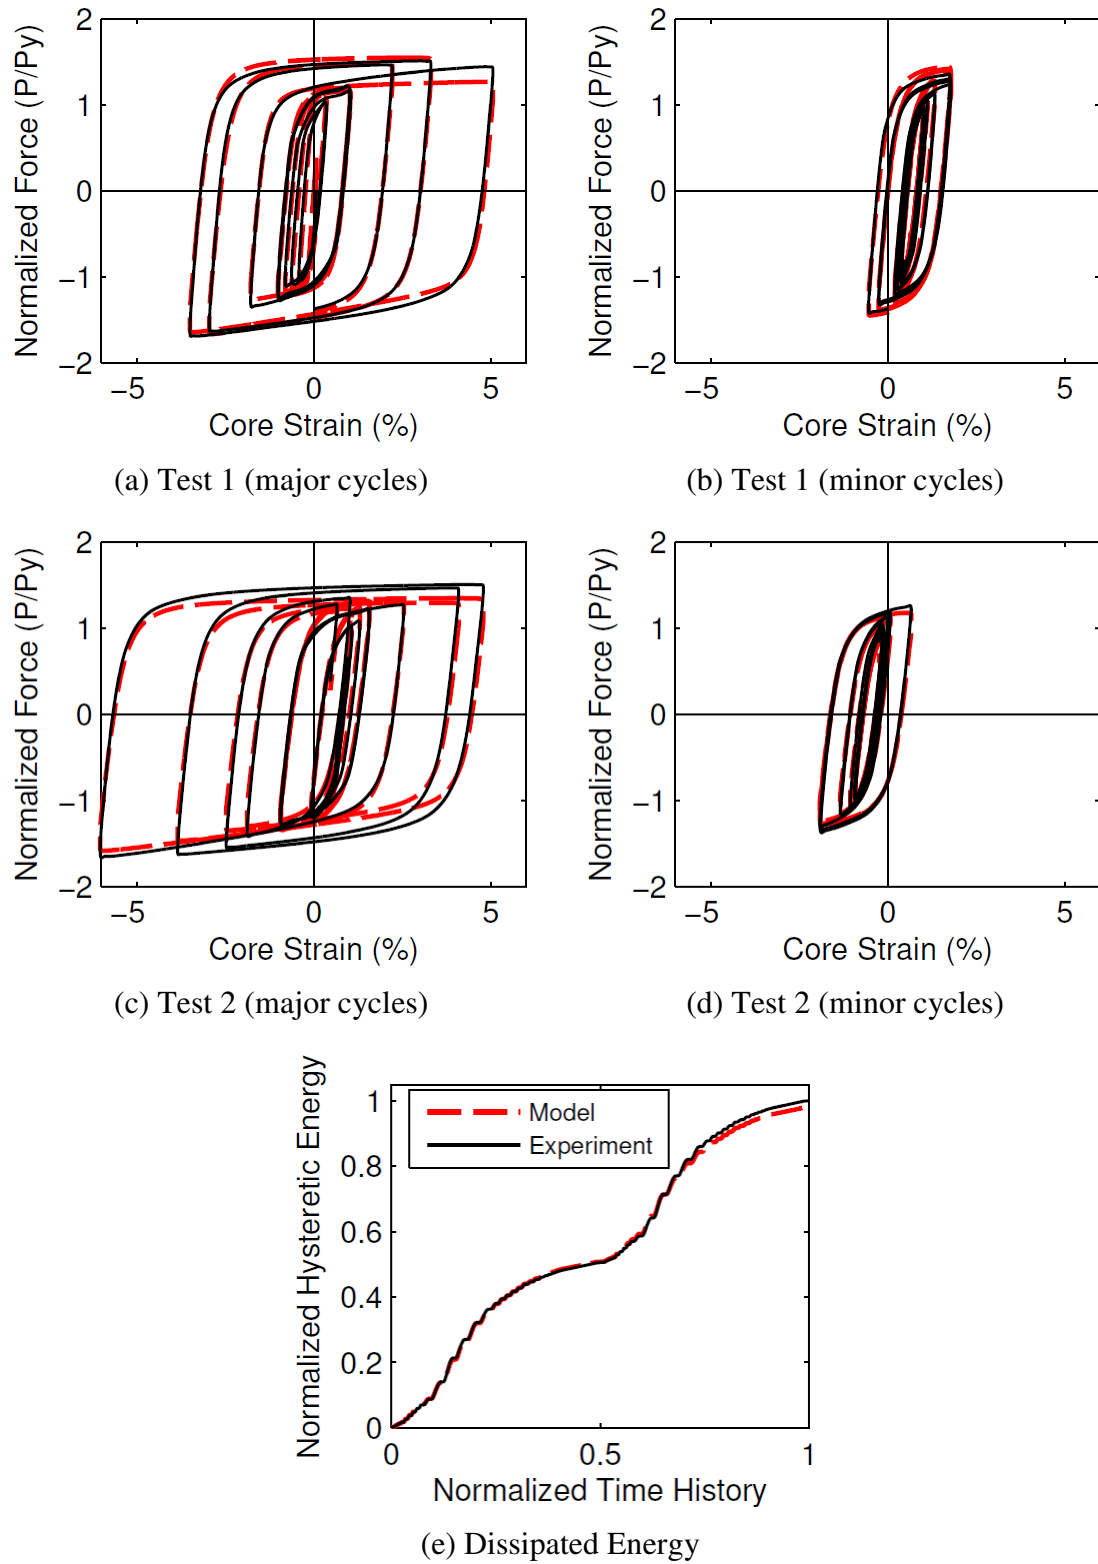 2
1
0
−1
−2
−5
0
5
Normalized Force (P/Py)
Core Strain (%)
(a) Test 1 (major cycles)
2
1
0
−1
−2
−5
0
5
Normalized Force (P/Py)
Core Strain (%)
(b) Test 1 (minor cycles)
2
1
0
−1
−2
−5
0
5
Normalized Force (P/Py)
Core Strain (%)
(c) Test 2 (major cycles)
2
1
0
−1
−2
−5
0
5
Normalized Force (P/Py)
Core Strain (%)
(d) Test 2 (minor cycles)
1
0.8
0.6
0.4
0.2
0
0
0.5
1
Normalized Hysteretic Energy
Model
Experiment
Normalized Time History
(e) Dissipated Energy